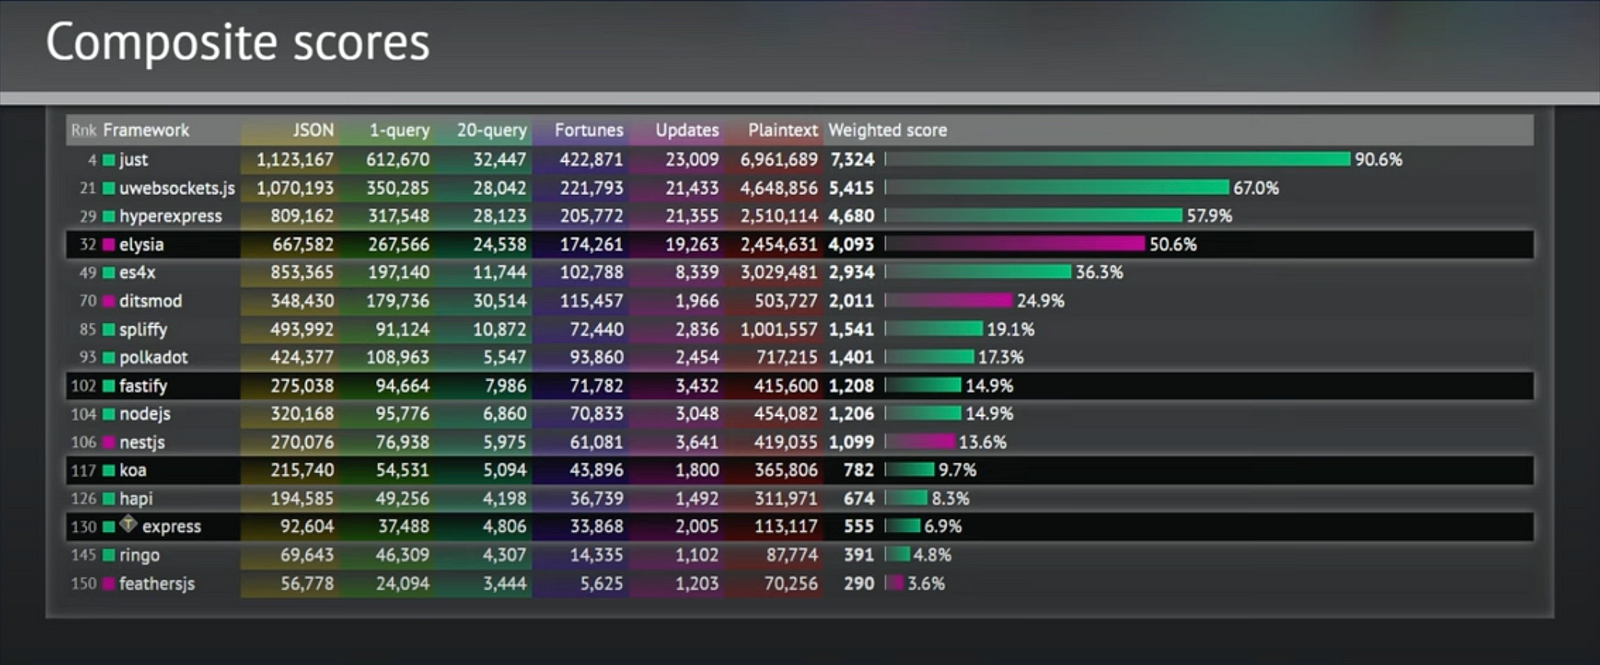 Composite scores
Rnk Framework JSON 1-query 20-query Fortunes Updates Plaintext Weighted score
4 just 1,123,167 612,670 32,447 422,871 23,009 6,961,689 7,324 90.6%
21 uwebsockets.js 1,070,193 350,285 28,042 221,793 21,433 4,648,856 5,415 67.0%
29 hyperexpress 809,162 317,548 28,123 205,772 21,355 2,510,114 4,680 57.9%
32 elysia 667,582 267,566 24,538 174,261 19,263 2,454,631 4,093 50.6%
49 es4x 853,365 197,140 11,744 102,788 8,339 3,029,481 2,934 36.3%
70 ditsmod 348,430 179,736 30,514 115,457 1,966 503,727 2,011 24.9%
85 spliffy 493,992 91,124 10,872 72,440 2,836 1,001,557 1,541 19.1%
93 polkadot 424,377 108,963 5,547 93,860 2,454 717,215 1,401 17.3%
102 fastify 275,038 94,664 7,986 71,782 3,432 415,600 1,208 14.9%
104 nodejs 320,168 95,776 6,860 70,833 3,048 454,082 1,206 14.9%
106 nestjs 270,076 76,938 5,975 61,081 3,641 419,035 1,099 13.6%
117 koa 215,740 54,531 5,094 43,896 1,800 365,806 782 9.7%
126 hapi 194,585 49,256 4,198 36,739 1,492 311,971 674 8.3%
130 T express 92,604 37,488 4,806 33,868 2,005 113,117 555 6.9%
145 ringo 69,643 46,309 4,307 14,335 1,102 87,774 391 4.8%
150 feathersjs 56,778 24,094 3,444 5,625 1,203 70,256 290 3.6%